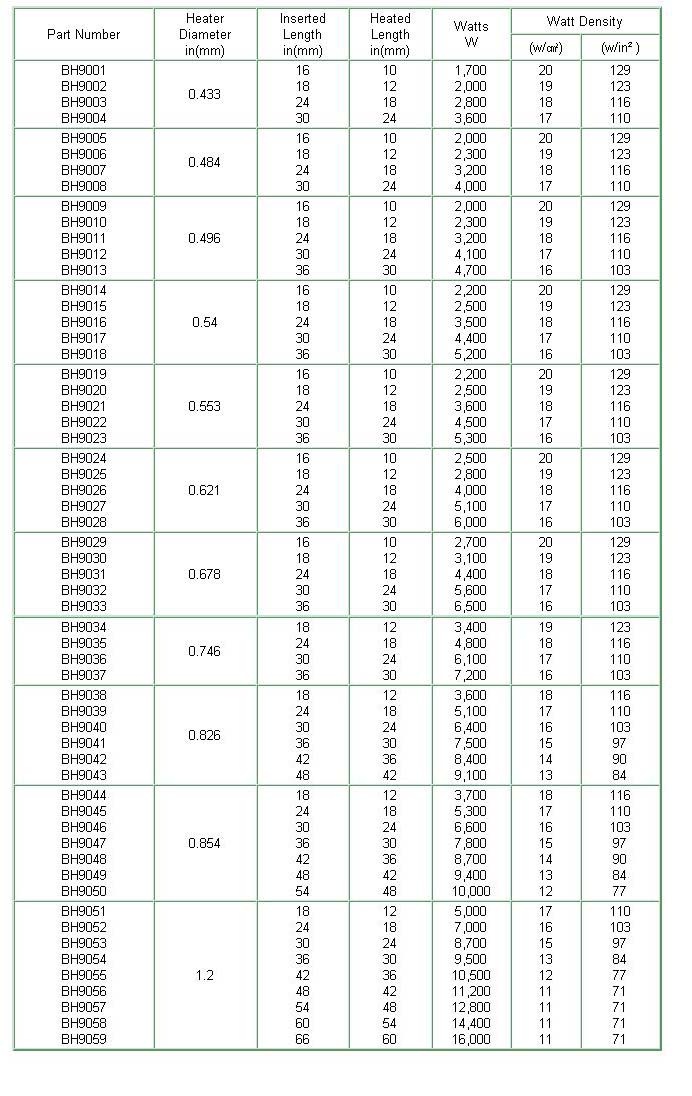 Part Number Heater Diameter in(mm) Inserted Length in(mm) Heated Length in(mm) Watts W Watt Density
(w/㎠) (w/in² )
BH9001 0.433 16 10 1,700 20 129
BH9002 18 12 2,000 19 123
BH9003 24 18 2,800 18 116
BH9004 30 24 3,600 17 110
BH9005 0.484 16 10 2,000 20 129
BH9006 18 12 2,300 19 123
BH9007 24 18 3,200 18 116
BH9008 30 24 4,000 17 110
BH9009 0.496 16 10 2,000 20 129
BH9010 18 12 2,300 19 123
BH9011 24 18 3,200 18 116
BH9012 30 24 4,100 17 110
BH9013 36 30 4,700 16 103
BH9014 0.54 16 10 2,200 20 129
BH9015 18 12 2,500 19 123
BH9016 24 18 3,500 18 116
BH9017 30 24 4,400 17 110
BH9018 36 30 5,200 16 103
BH9019 0.553 16 10 2,200 20 129
BH9020 18 12 2,500 19 123
BH9021 24 18 3,600 18 116
BH9022 30 24 4,500 17 110
BH9023 36 30 5,300 16 103
BH9024 0.621 16 10 2,500 20 129
BH9025 18 12 2,800 19 123
BH9026 24 18 4,000 18 116
BH9027 30 24 5,100 17 110
BH9028 36 30 6,000 16 103
BH9029 0.678 16 10 2,700 20 129
BH9030 18 12 3,100 19 123
BH9031 24 18 4,400 18 116
BH9032 30 24 5,600 17 110
BH9033 36 30 6,500 16 103
BH9034 0.746 18 12 3,400 19 123
BH9035 24 18 4,800 18 116
BH9036 30 24 6,100 17 110
BH9037 36 30 7,200 16 103
BH9038 0.826 18 12 3,600 18 116
BH9039 24 18 5,100 17 110
BH9040 30 24 6,400 16 103
BH9041 36 30 7,500 15 97
BH9042 42 36 8,400 14 90
BH9043 48 42 9,100 13 84
BH9044 0.854 18 12 3,700 18 116
BH9045 24 18 5,300 17 110
BH9046 30 24 6,600 16 103
BH9047 36 30 7,800 15 97
BH9048 42 36 8,700 14 90
BH9049 48 42 9,400 13 84
BH9050 54 48 10,000 12 77
BH9051 1.2 18 12 5,000 17 110
BH9052 24 18 7,000 16 103
BH9053 30 24 8,700 15 97
BH9054 36 30 9,500 13 84
BH9055 42 36 10,500 12 77
BH9056 48 42 11,200 11 71
BH9057 54 48 12,800 11 71
BH9058 60 54 14,400 11 71
BH9059 66 60 16,000 11 71